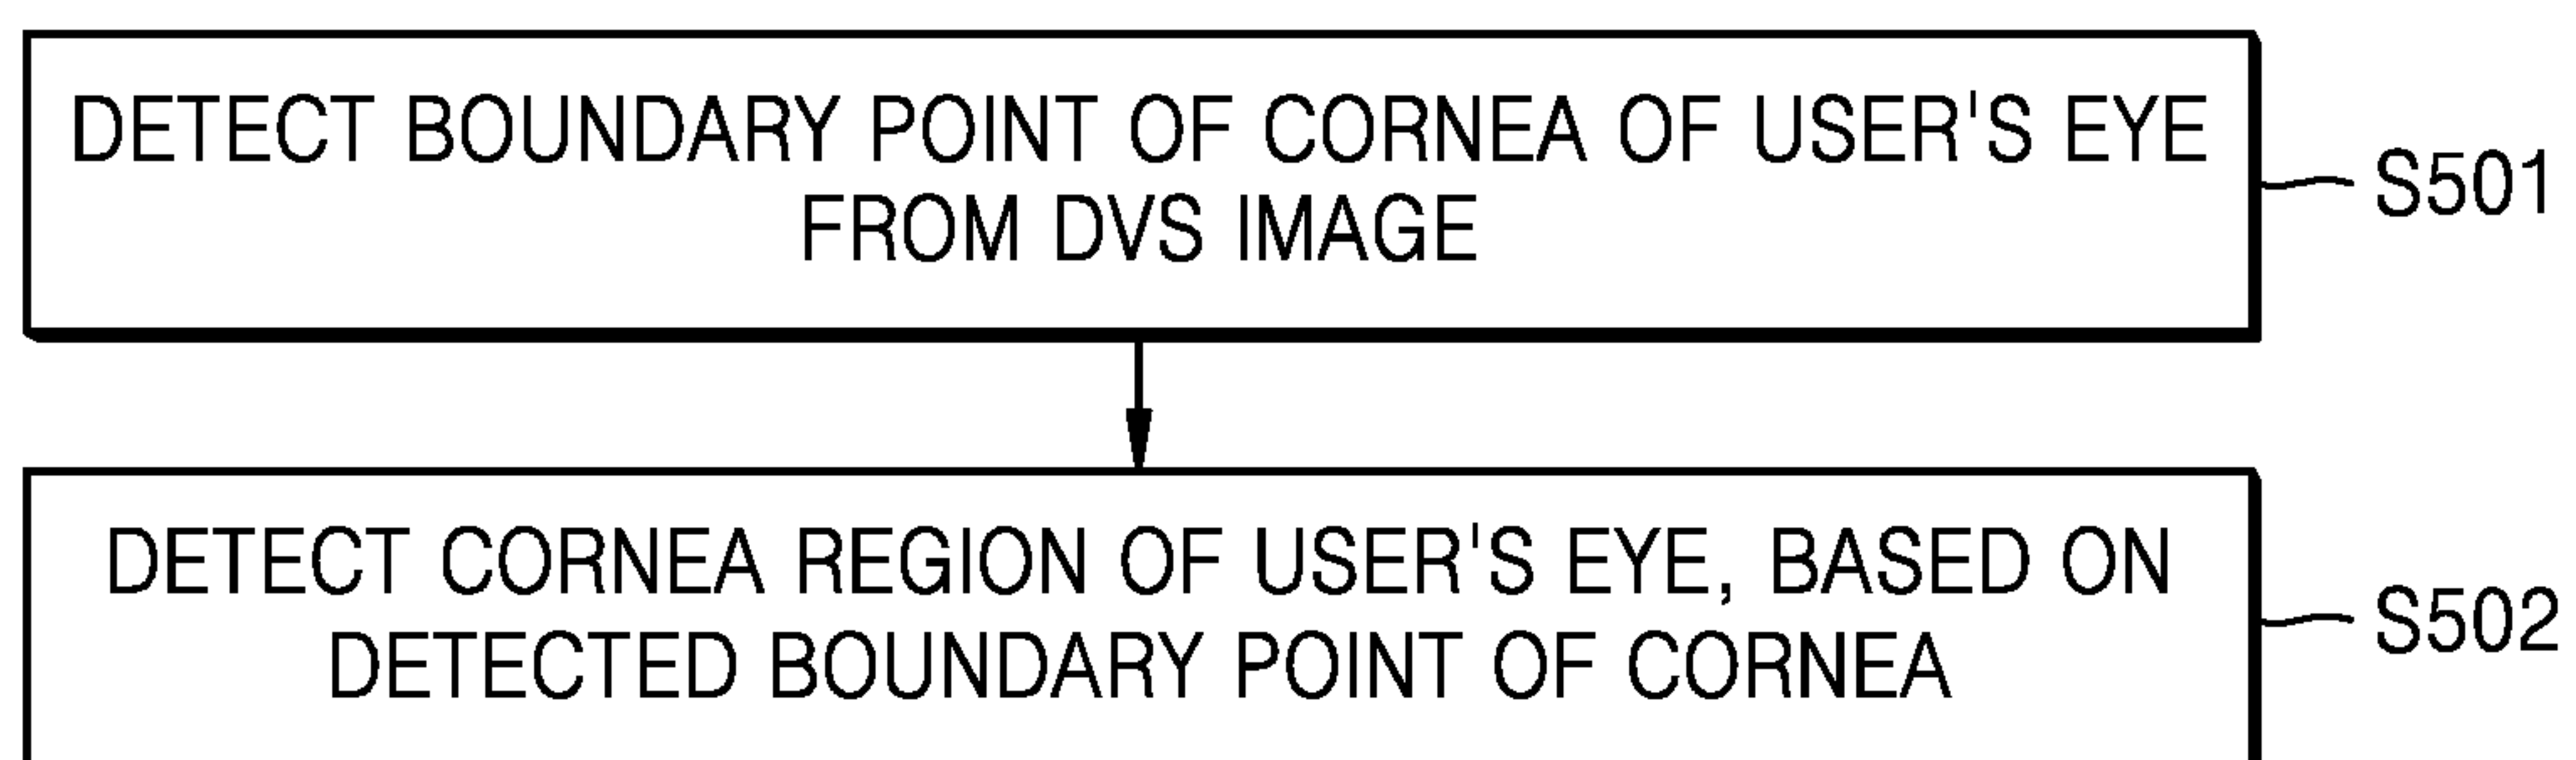 DETECT BOUNDARY POINT OF CORNEA OF USER'S EYE
FROM DVS IMAGE
S501
DETECT CORNEA REGION OF USER'S EYE, BASED ON
DETECTED BOUNDARY POINT OF CORNEA
S502